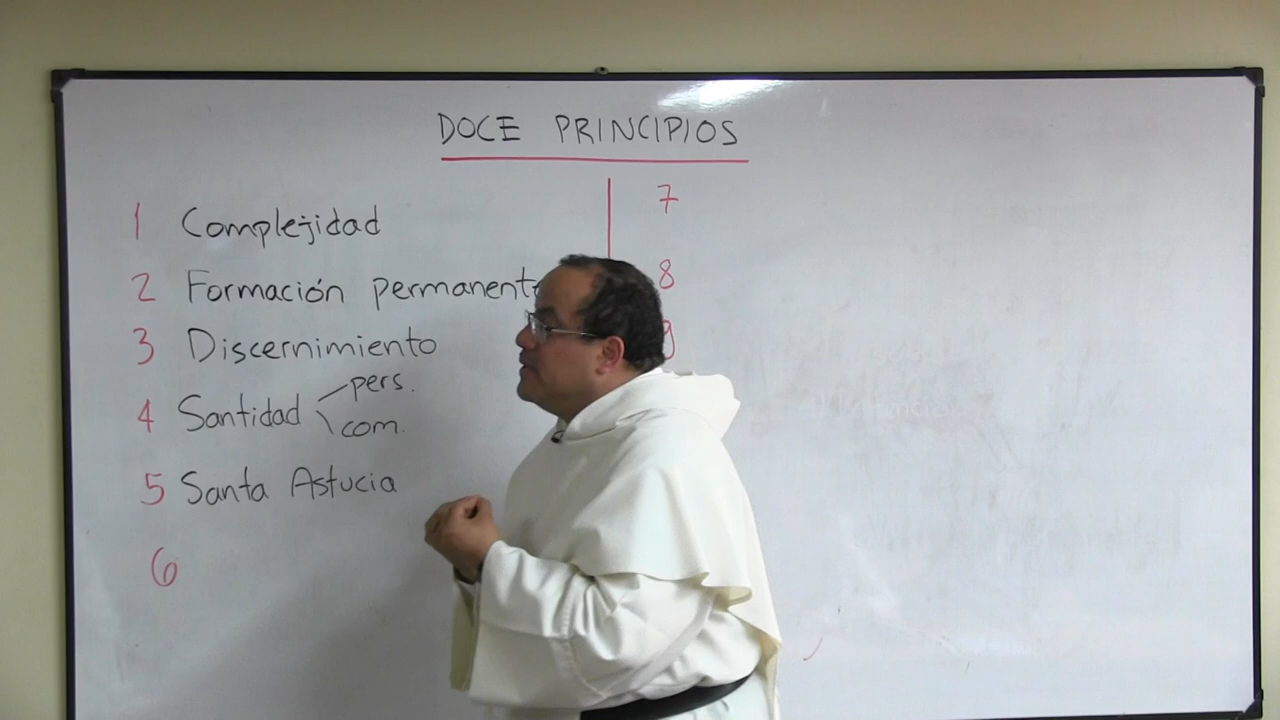 DOCE PRINCIPIOS
1 Complejidad
2 Formación permanente
3 Discernimiento
4 Santidad pers.
com.
5 Santa Astucia
6
7
8
9